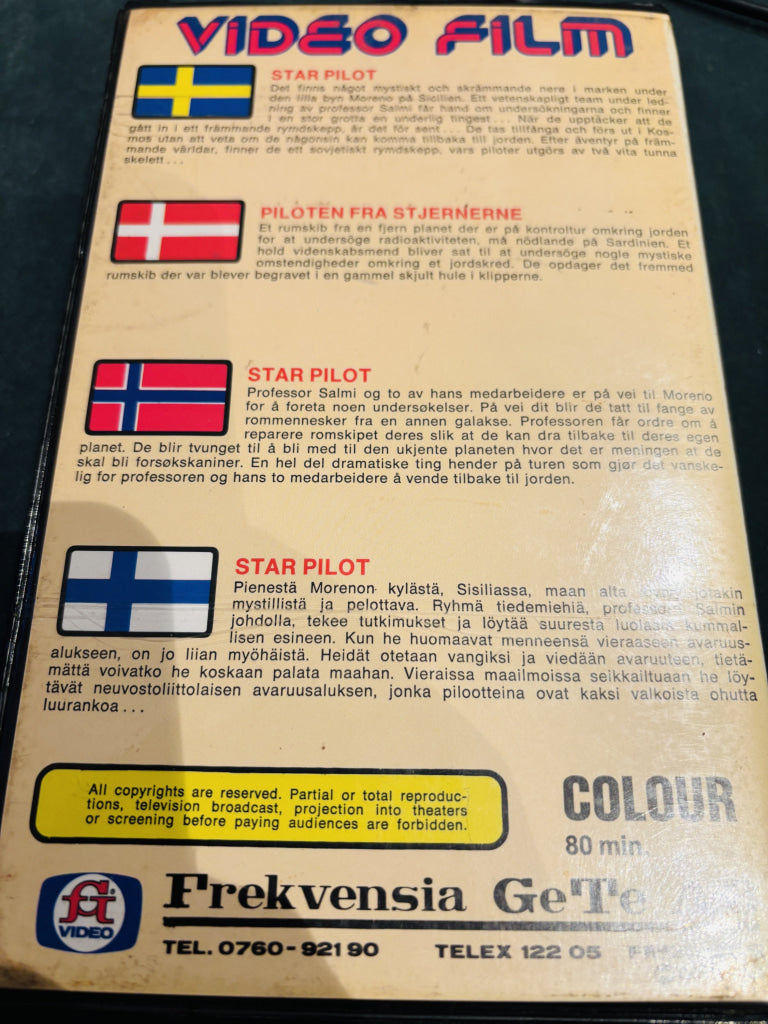 VIDEO FILM
STAR PILOT
Det finns något mystiskt och skrämmande nere i marken under
den lilla byn Moreno på Sicilien. Ett vetenskapligt team under led-
ning av professor Salmi får hand om undersökningarna och finner
i en stor grotta en underlig tingest... När de upptäcker att de
gått in i ett främmande rymdskepp, är det för sent... De tas tillfånga och förs ut i Kos-
mos utan att veta om de någonsin kan komma tillbaka till jorden. Efter äventyr på främ-
mande världar, finner de ett sovjetiskt rymdskepp, vars piloter utgörs av två vita tunna
skelett...
PILOTEN FRA STJERNERNE
Et rumskib fra en fjern planet der er på kontroltur omkring jorden
for at undersöge radioaktiviteten, må nödlande på Sardinien. Et
hold videnskabsmend bliver sat til at undersöge nogle mystiske
omstendigheder omkring et jordskred. De opdager det fremmed
rumskib der var blever begravet i en gammel skjult hule i klipperne.
STAR PILOT
Professor Salmi og to av hans medarbeidere er på vei til Moreno
for å foreta noen undersøkelser. På vei dit blir de tatt til fange av
rommennesker fra en annen galakse. Professoren får ordre om å
reparere romskipet deres slik at de kan dra tilbake til deres egen
planet. De blir tvunget til å bli med til den ukjente planeten hvor det er meningen at de
skal bli forsøkskaniner. En hel del dramatiske ting hender på turen som gjør det vanske-
lig for professoren og hans to medarbeidere å vende tilbake til jorden.
STAR PILOT
Pienestä Morenon kylästä, Sisiliassa, maan alta jotakin
mystillistä ja pelottava. Ryhmä tiedemiehiä, professori Salmin
johdolla, tekee tutkimukset ja löytää suuresta luolasta kummal-
lisen esineen. Kun he huomaavat menneensä vieraaseen avaruus-
alukseen, on jo liian myöhäistä. Heidät otetaan vangiksi ja viedään avaruuteen, tietä-
mättä voivatko he koskaan palata maahan. Vieraissa maailmoissa seikkailtuaan he löy-
tävät neuvostoliittolaisen avaruusaluksen, jonka pilootteina ovat kaksi valkoista ohutta
luurankoa...
All copyrights are reserved. Partial or total reproduc-
tions, television broadcast, projection into theaters
or screening before paying audiences are forbidden.
COLOUR
80 min.
VIDEO
Frekvensia GeTe
TEL. 0760-921 90 TELEX 122 05